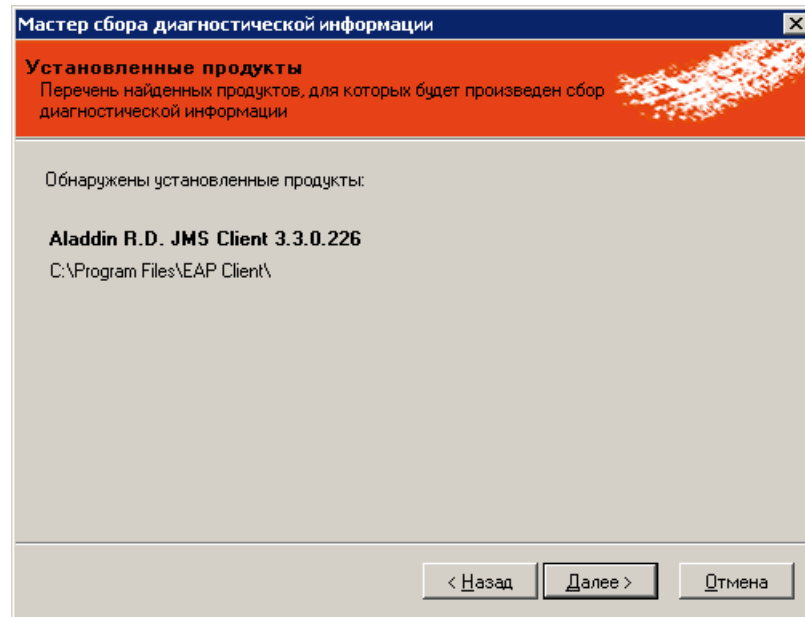 Мастер сбора диагностической информации
Установленные продукты
Перечень найденных продуктов, для которых будет произведен сбор
диагностической информации
Обнаружены установленные продукты:
Aladdin R.D. JMS Client 3.3.0.226
C:\Program Files\EAP Client\
< Назад
Далее >
Отмена